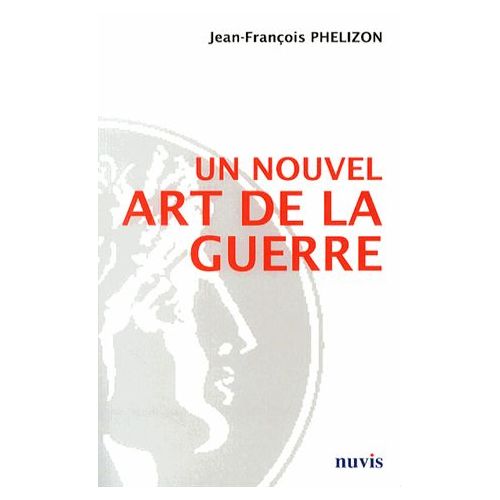 Jean-François PHELIZON
UN NOUVEL
ART DE LA
GUERRE
nuvis